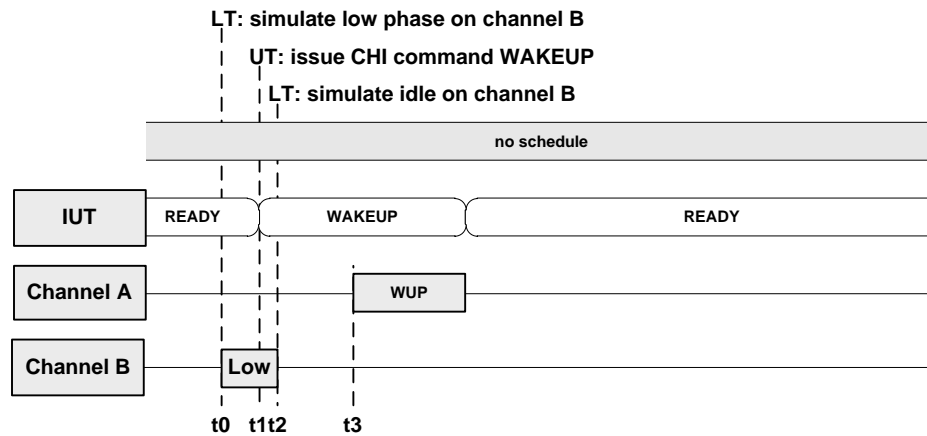 LT: simulate low phase on channel B
UT: issue CHI command WAKEUP
LT: simulate idle on channel B
no schedule
IUT READY WAKEUP READY
Channel A WUP
Channel B Low
t0 t1 t2 t3